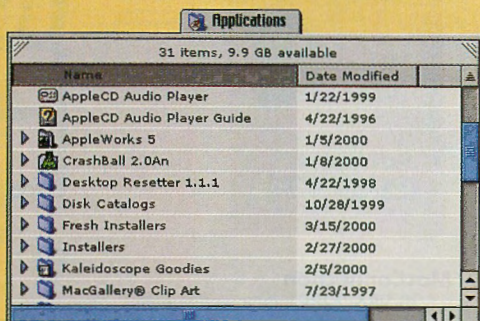 Applications
31 items, 9.9 GB available
Name Date Modified
AppleCD Audio Player 1/22/1999
AppleCD Audio Player Guide 4/22/1996
AppleWorks 5 1/5/2000
CrashBall 2.0An 1/8/2000
Desktop Resetter 1.1.1 4/22/1998
Disk Catalogs 10/28/1999
Fresh Installers 3/15/2000
Installers 2/27/2000
Kaleidoscope Goodies 2/5/2000
MacGallery® Clip Art 7/23/1997